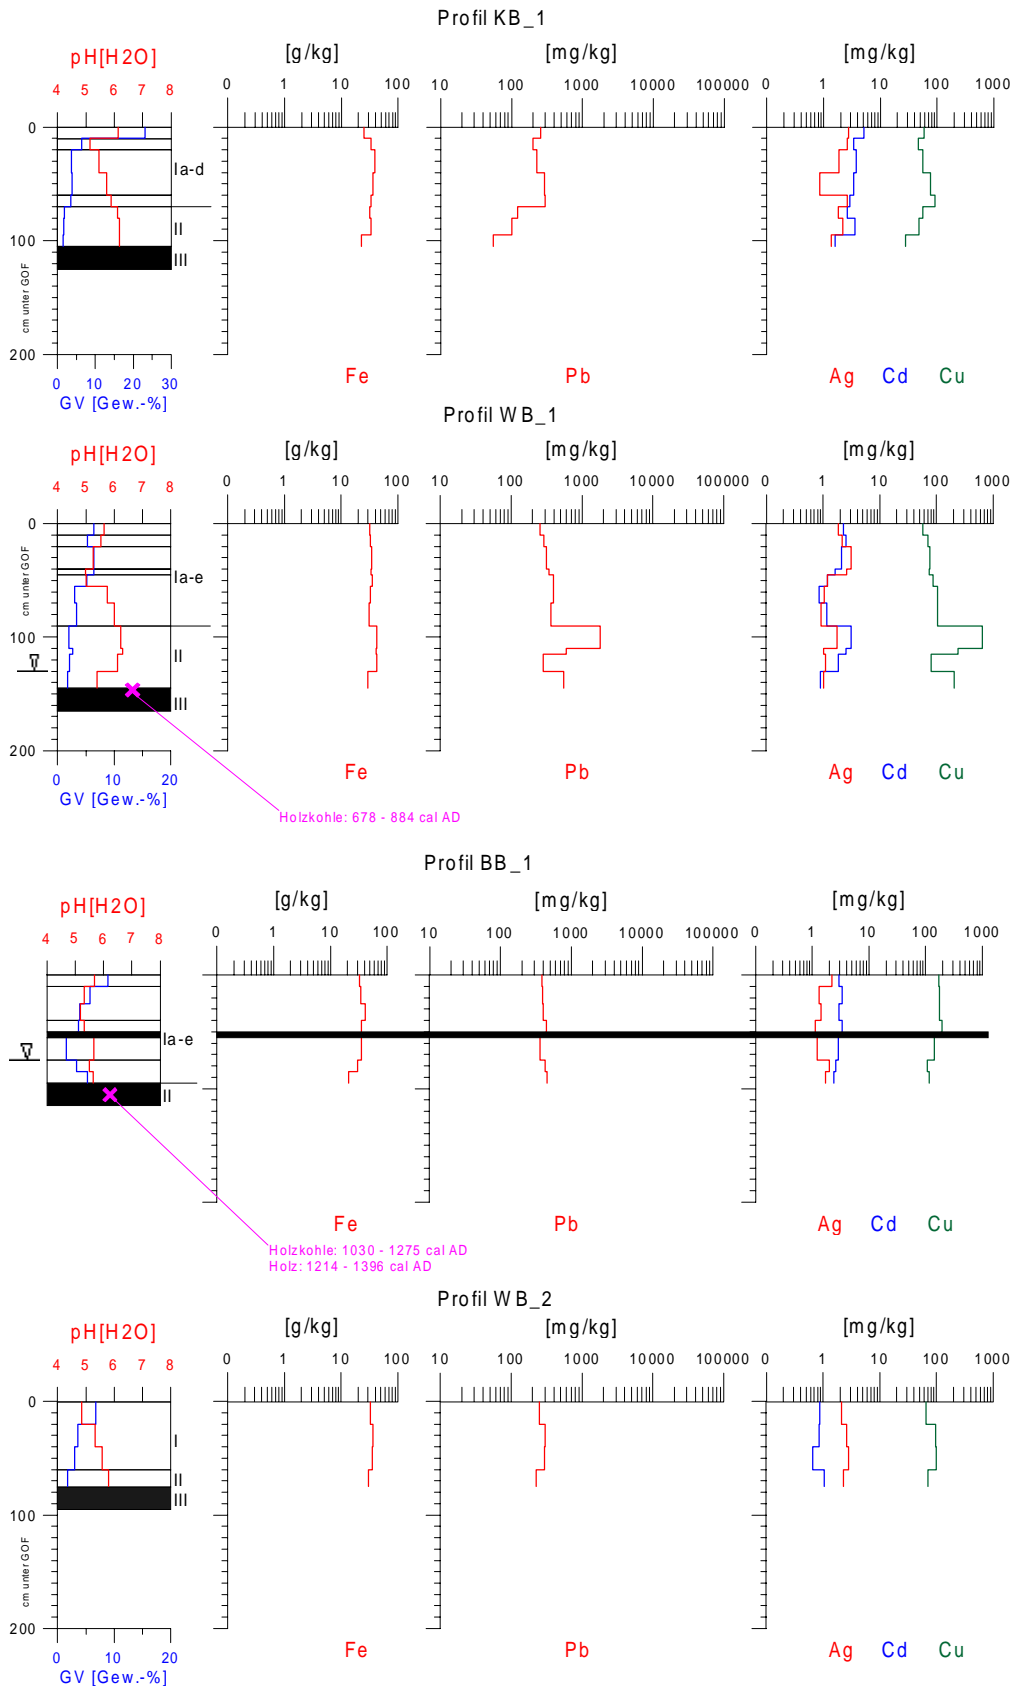 Profil KB_1
pH[H2O] [g/kg] [mg/kg] [mg/kg]
4 5 6 7 8 0 1 10 100 10 100 1000 10000 100000 0 1 10 100 1000
0
Ia-d
II
100
III
cm unter GOF
200
0 10 20 30 Fe Pb Ag Cd Cu
GV [Gew.-%]
Profil WB_1
pH[H2O] [g/kg] [mg/kg] [mg/kg]
4 5 6 7 8 0 1 10 100 10 100 1000 10000 100000 0 1 10 100 1000
0
cm unter GOF
Ia-e
100
II
III
200
0 10 20 Fe Pb Ag Cd Cu
GV [Gew.-%]
Holzkohle: 678 - 884 cal AD
Profil BB_1
pH[H2O] [g/kg] [mg/kg] [mg/kg]
4 5 6 7 8 0 1 10 100 10 100 1000 10000 100000 0 1 10 100 1000
Ia-e
II
Fe Pb Ag Cd Cu
Holzkohle: 1030 - 1275 cal AD
Holz: 1214 - 1396 cal AD
Profil WB_2
pH[H2O] [g/kg] [mg/kg] [mg/kg]
4 5 6 7 8 0 1 10 100 10 100 1000 10000 100000 0 1 10 100 1000
0
I
II
III
100
cm unter GOF
200
0 10 20 Fe Pb Ag Cd Cu
GV [Gew.-%]